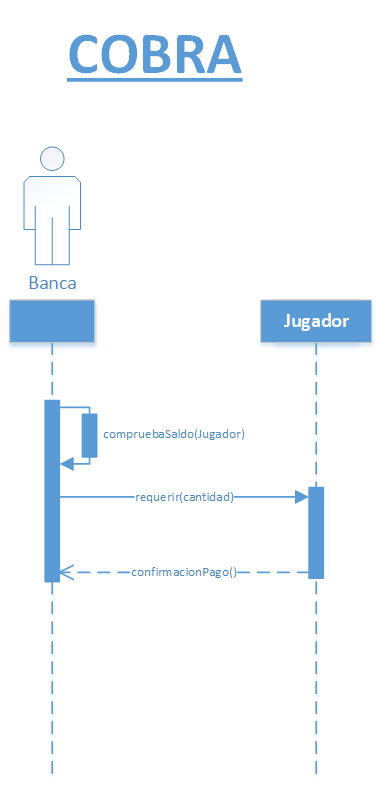 COBRA
Banca
Jugador
compruebaSaldo(Jugador)
requerir(cantidad)
confirmacionPago()